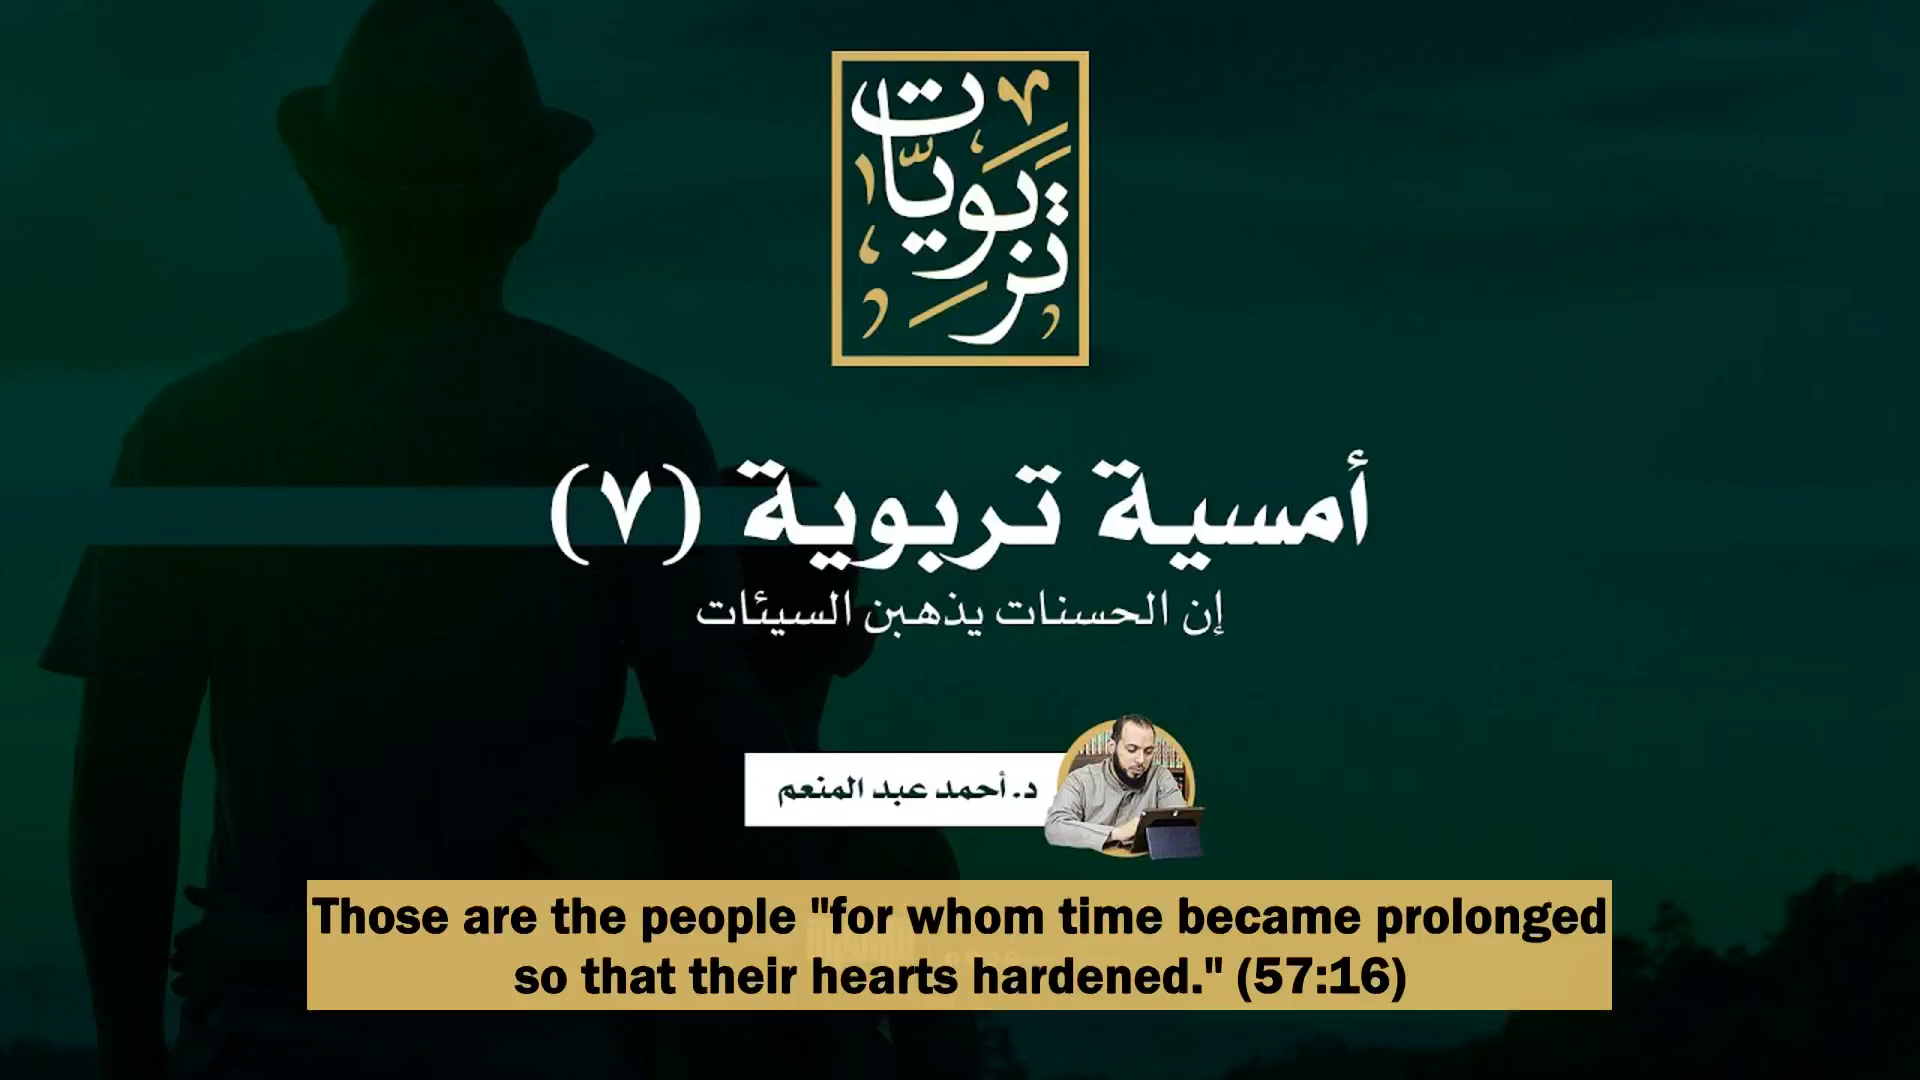 تربويات
أمسية تربوية (٧)
إن الحسنات يذهبن السيئات
د. أحمد عبد المنعم
Those are the people "for whom time became prolonged
so that their hearts hardened." (57:16)